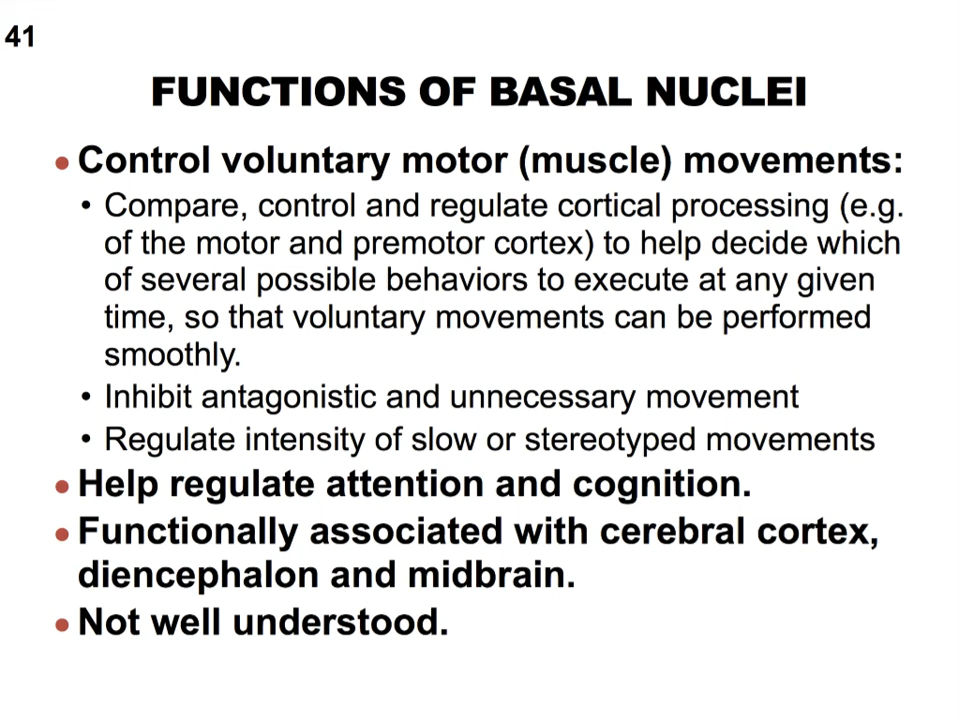 41
FUNCTIONS OF BASAL NUCLEI
• Control voluntary motor (muscle) movements:
• Compare, control and regulate cortical processing (e.g.
of the motor and premotor cortex) to help decide which
of several possible behaviors to execute at any given
time, so that voluntary movements can be performed
smoothly.
• Inhibit antagonistic and unnecessary movement
• Regulate intensity of slow or stereotyped movements
• Help regulate attention and cognition.
• Functionally associated with cerebral cortex,
diencephalon and midbrain.
• Not well understood.